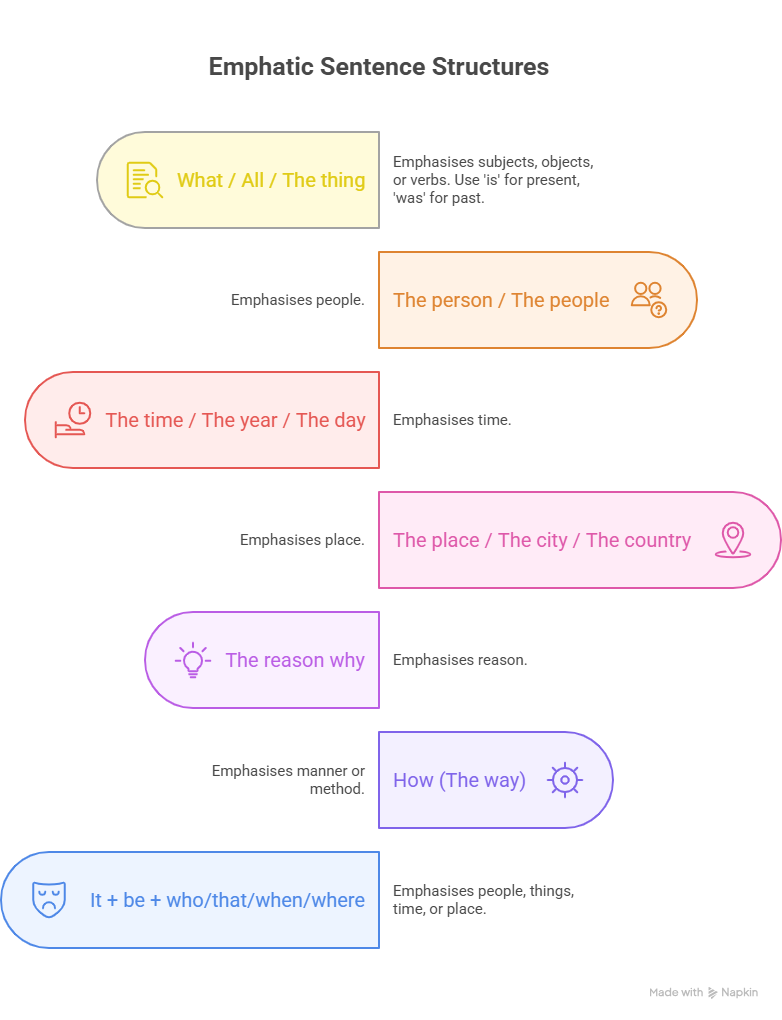 Emphatic Sentence Structures
What / All / The thing
Emphasises subjects, objects,
or verbs. Use 'is' for present,
'was' for past.
Emphasises people.
The person / The people
The time / The year / The day
Emphasises time.
Emphasises place.
The place / The city / The country
The reason why
Emphasises reason.
Emphasises manner or
method.
How (The way)
It + be + who/that/when/where
Emphasises people, things,
time, or place.
Made with Napkin